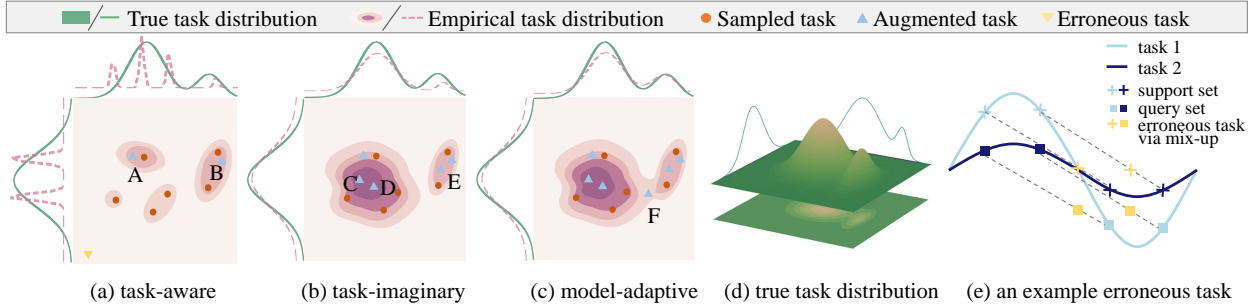 True task distribution
Empirical task distribution
Sampled task
Augmented task
Erroneous task
A
B
C
D
E
F
task 1
task 2
support set
query set
erroneous task
via mix-up
(a) task-aware
(b) task-imaginary
(c) model-adaptive
(d) true task distribution
(e) an example erroneous task